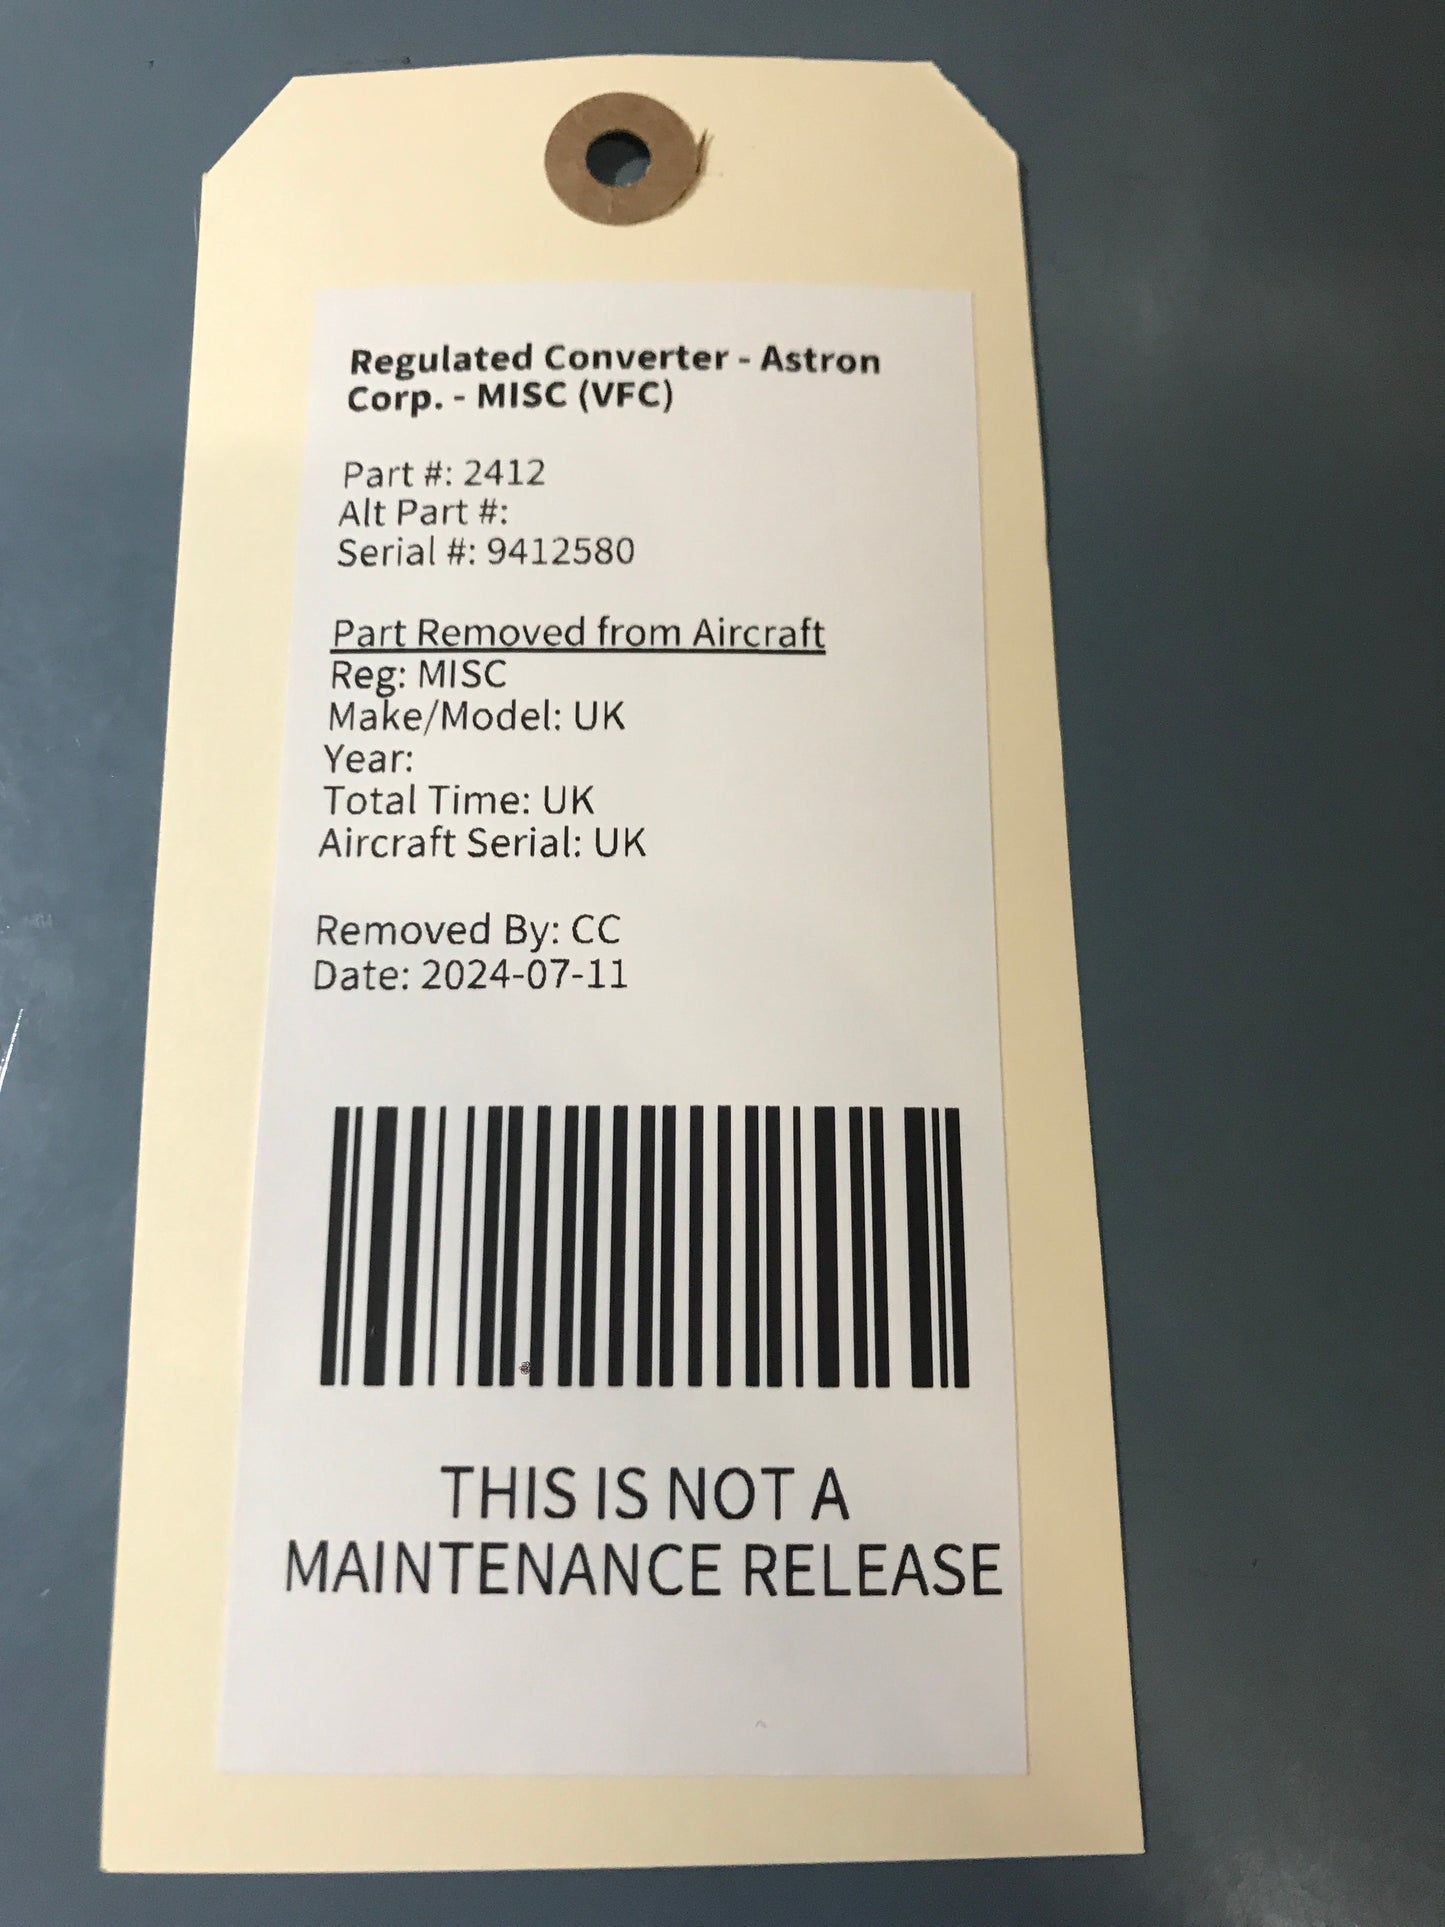 Regulated Converter - Astron
Corp. - MISC (VFC)
Part #: 2412
Alt Part #:
Serial #: 9412580
Part Removed from Aircraft
Reg: MISC
Make/Model: UK
Year:
Total Time: UK
Aircraft Serial: UK
Removed By: CC
Date: 2024-07-11
THIS IS NOT A
MAINTENANCE RELEASE